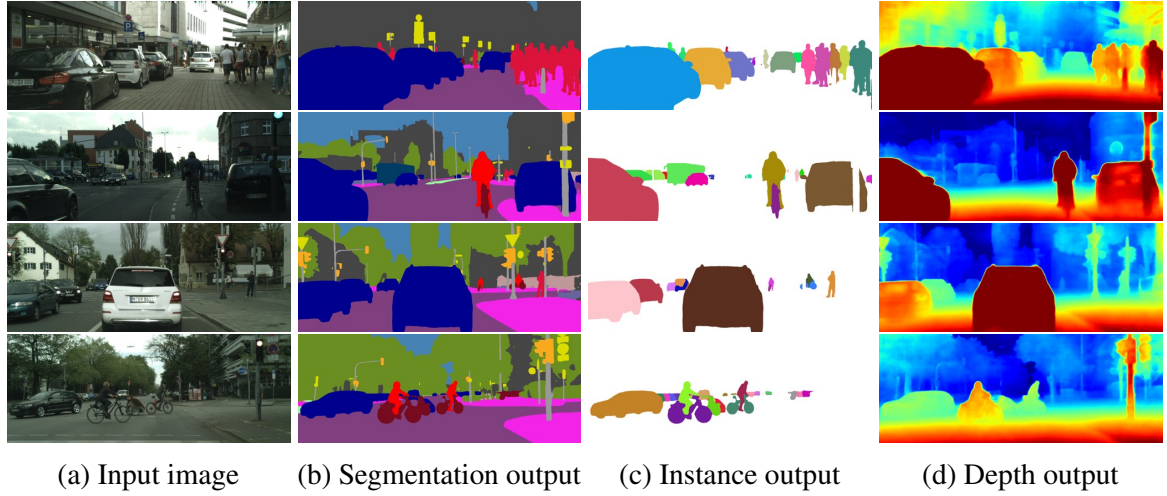 (a) Input image
(b) Segmentation output
(c) Instance output
(d) Depth output